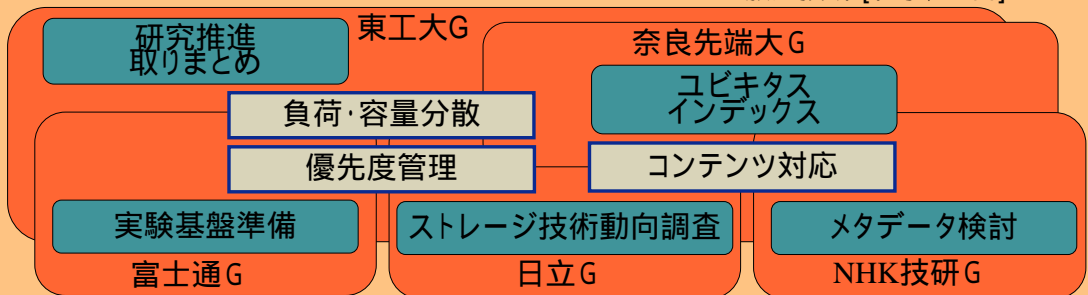 東工大G
研究推進
取りまとめ
奈良先端大G
ユビキタス
インデックス
負荷･容量分散
優先度管理
コンテンツ対応
実験基盤準備
ストレージ技術動向調査
メタデータ検討
富士通G
日立G
NHK技研G